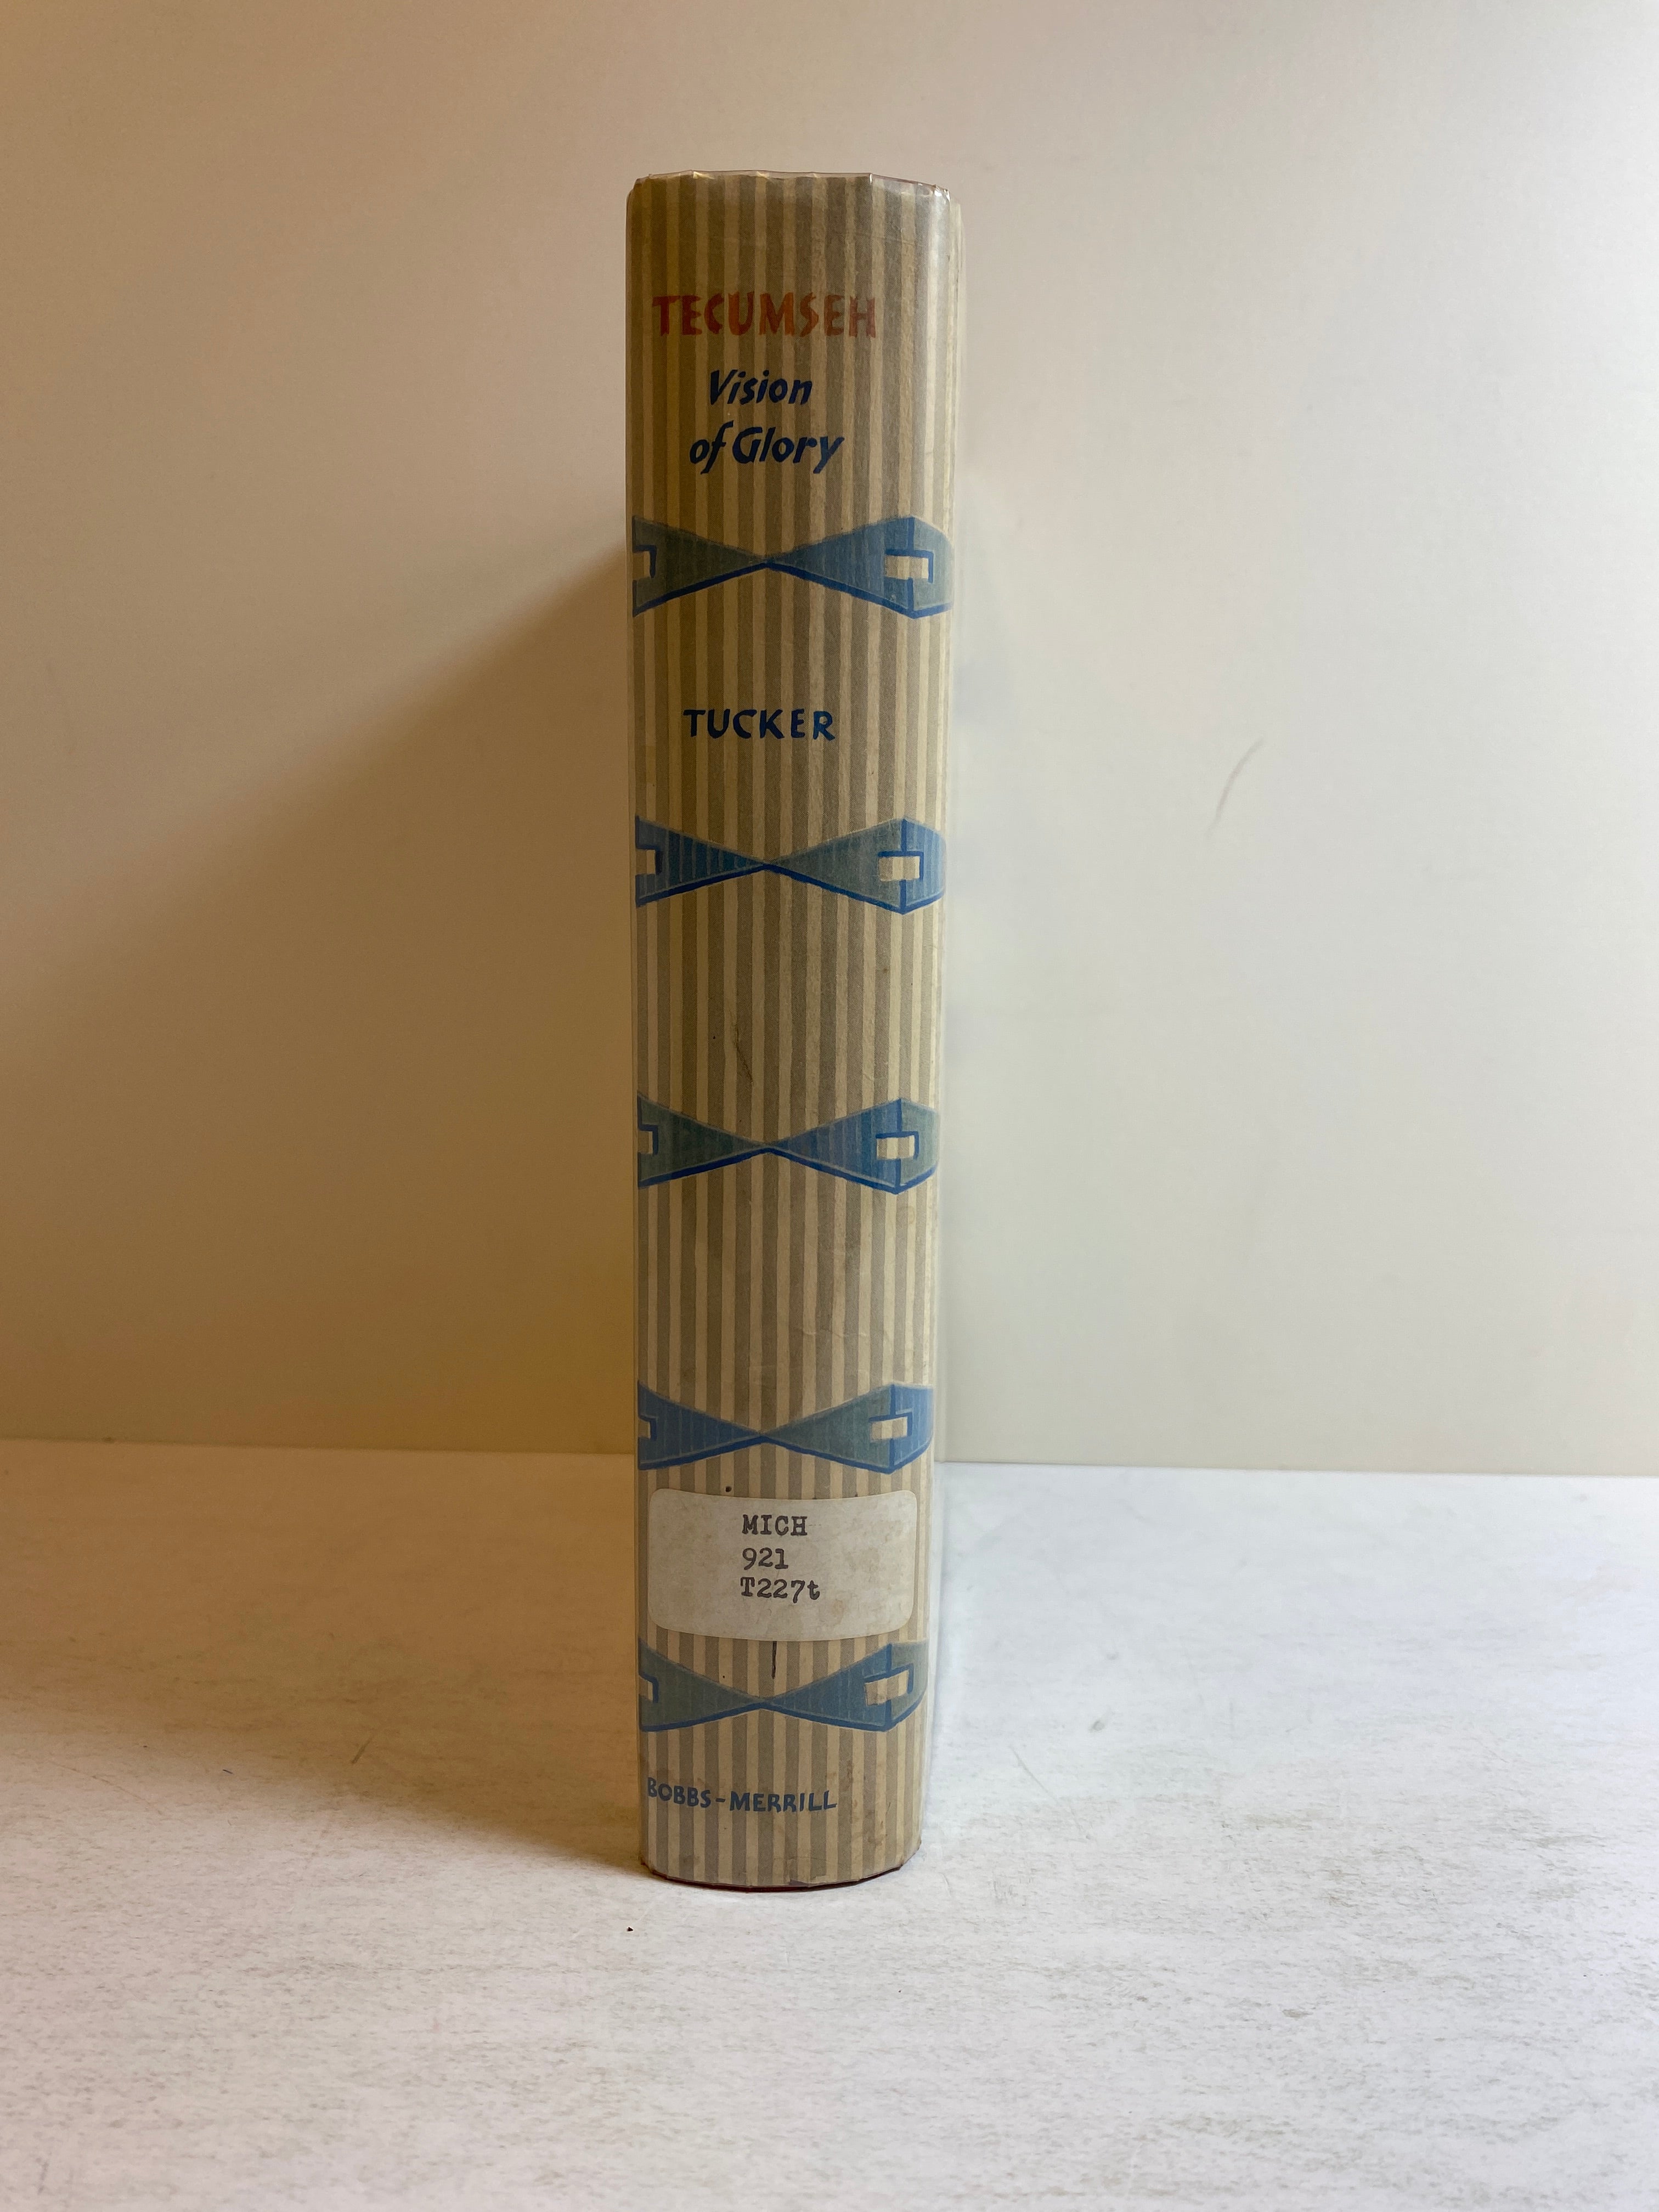 TECUMSEH
Vision
of Glory
TUCKER
MICH
921
T227t
BOBBS-MERRILL